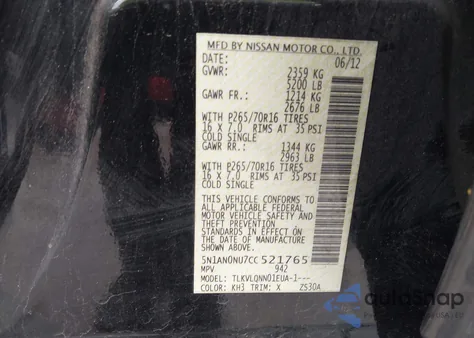 MFD BY NISSAN MOTOR CO., LTD.
DATE: 06/12
GVWR: 2359 KG
5200 LB
GAWR FR.: 1214 KG
2676 LB
WITH P265/70R16 TIRES
16 X 7.0 RIMS AT 35 PSI
COLD SINGLE
GAWR RR.: 1344 KG
2963 LB
WITH P265/70R16 TIRES
16 X 7.0 RIMS AT 35 PSI
COLD SINGLE
THIS VEHICLE CONFORMS TO
ALL APPLICABLE FEDERAL
MOTOR VEHICLE SAFETY AND
THEFT PREVENTION
STANDARDS IN EFFECT ON
THE DATE OF MANUFACTURE
SHOWN ABOVE.
5N1AN0NU7CC521765
MPV 942
MODEL: TLKVLQNN01EUA-1---
COLOR: KH3 TRIM: X ZS30A
autosnap